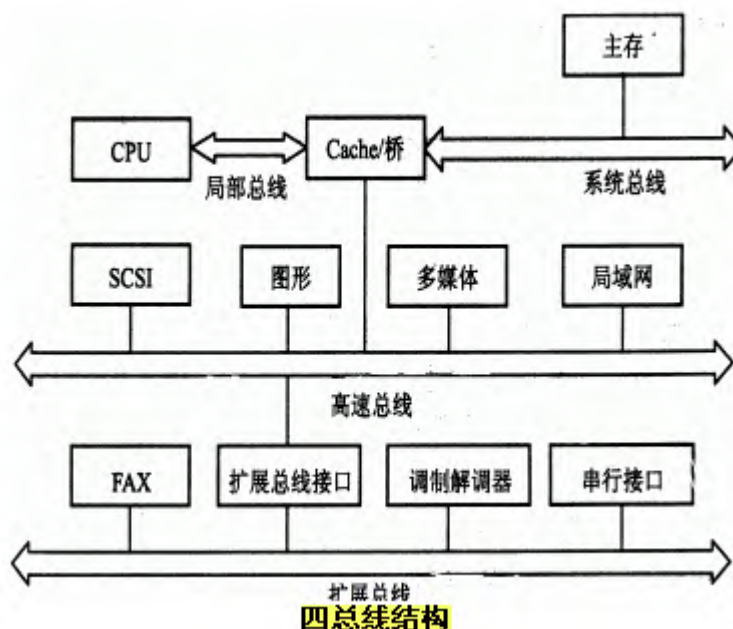 主存
CPU
Cache/桥
局部总线
系统总线
SCSI
图形
多媒体
局域网
高速总线
FAX
扩展总线接口
调制解调器
串行接口
扩展总线
四总线结构